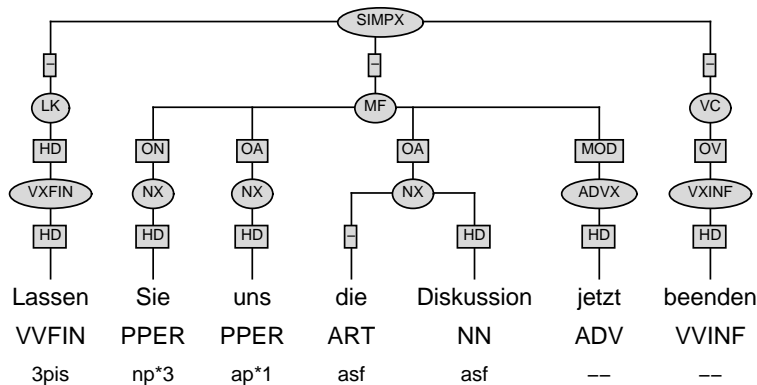 SIMPX
– – –
LK MF VC
HD ON OA OA MOD OV
VXFIN NX NX NX ADVX VXINF
HD HD HD – HD HD HD
Lassen Sie uns die Diskussion jetzt beenden
VVFIN PPER PPER ART NN ADV VVINF
3pis np*3 ap*1 asf asf –– ––